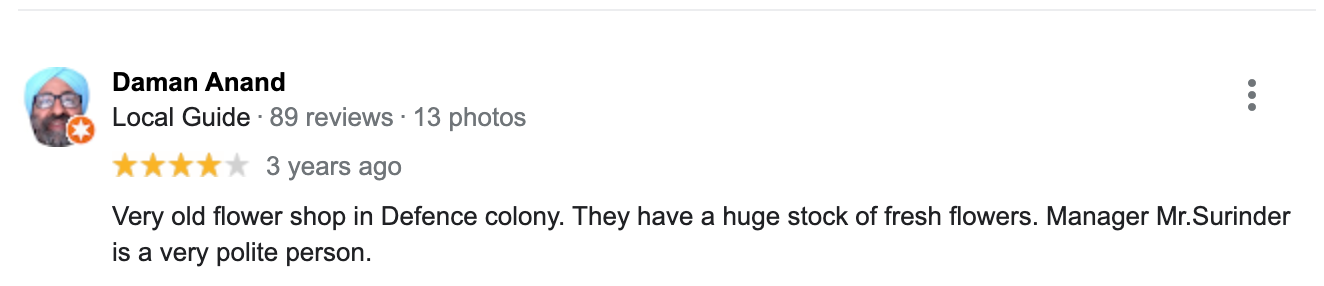 Daman Anand
Local Guide · 89 reviews · 13 photos
3 years ago
Very old flower shop in Defence colony. They have a huge stock of fresh flowers. Manager Mr.Surinder
is a very polite person.